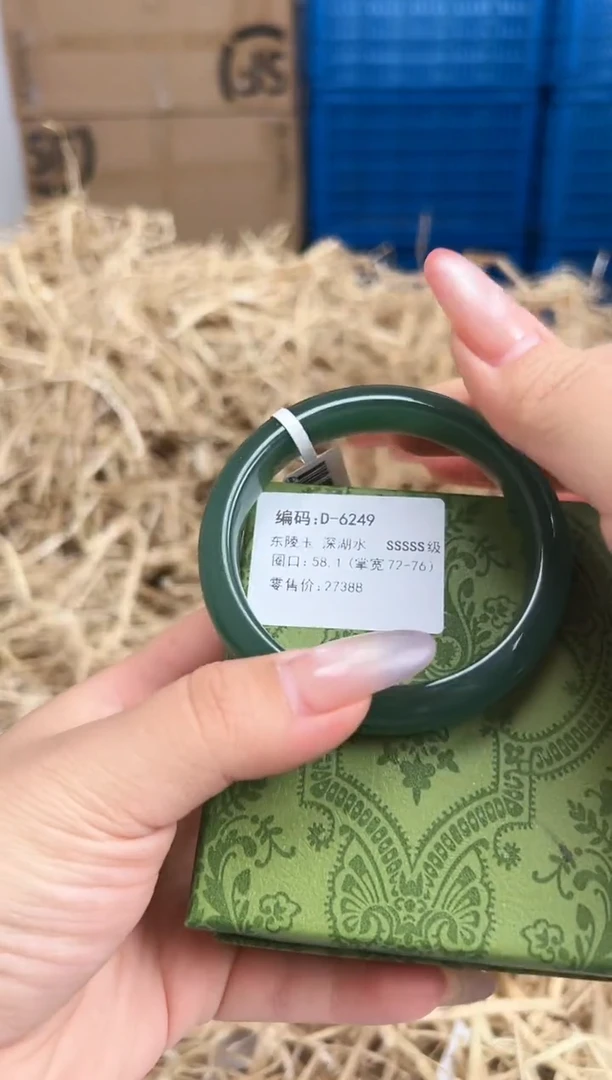 编码:D-6249
东陵玉 深湖水 SSSSS级
圈口:58.1(掌宽72-76)
零售价:27388